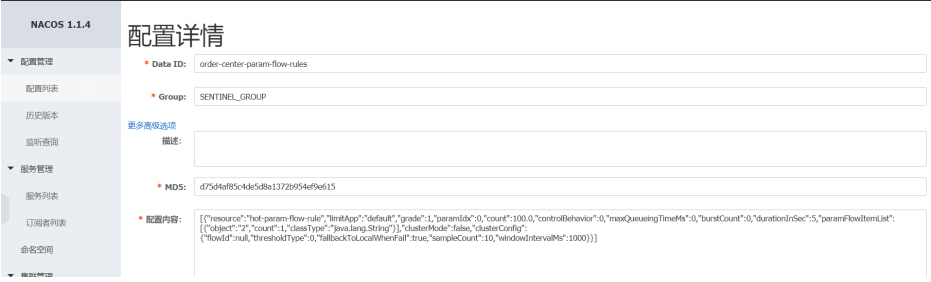 NACOS 1.1.4
配置详情
配置管理
配置列表
历史版本
监听查询
服务管理
服务列表
订阅者列表
命名空间
集群管理
* Data ID: order-center-param-flow-rules
* Group: SENTINEL_GROUP
更多高级选项
描述:
* MD5: d75d4af85c4de5d8a1372b954ef9e615
* 配置内容: [{"resource":"hot-param-flow-rule","limitApp":"default","grade":1,"paramIdx":0,"count":100.0,"controlBehavior":0,"maxQueueingTimeMs":0,"burstCount":0,"durationInSec":5,"paramFlowItemList":
[{"object":"2","count":1,"classType":"java.lang.String"}],"clusterMode":false,"clusterConfig":
{"flowId":null,"thresholdType":0,"fallbackToLocalWhenFail":true,"sampleCount":10,"windowIntervalMs":1000}}]